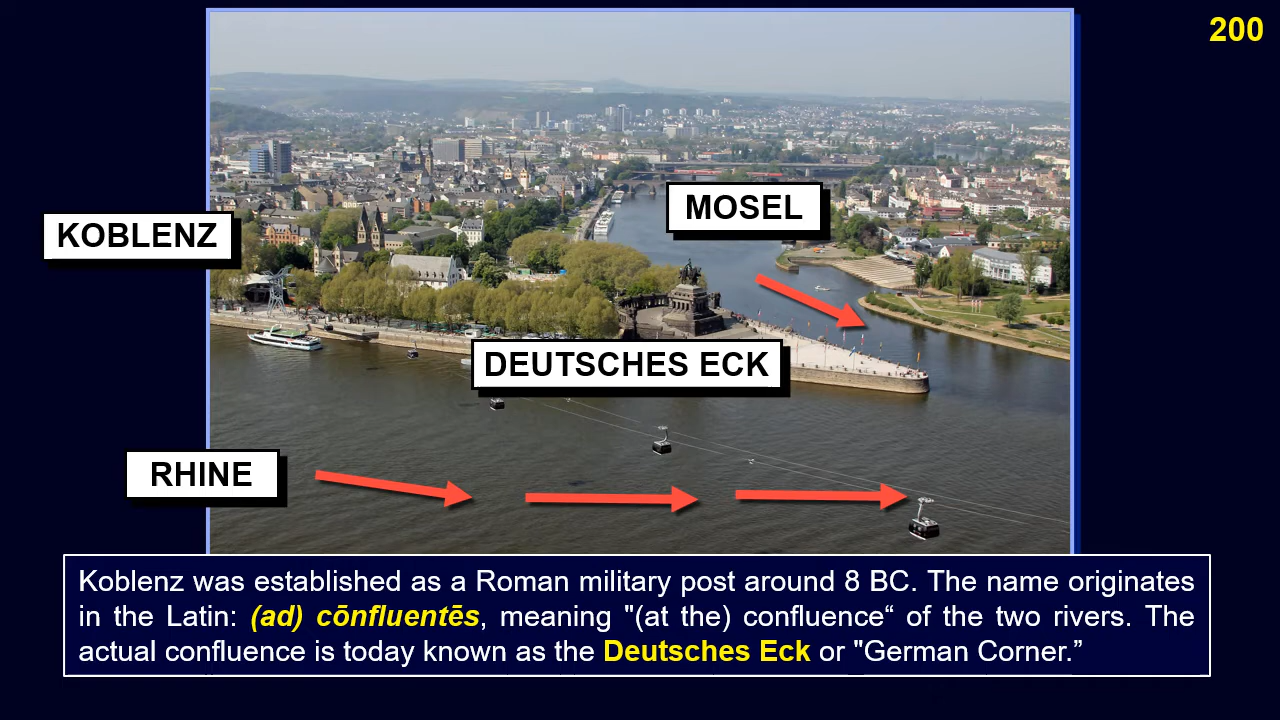 200
MOSEL
KOBLENZ
DEUTSCHES ECK
RHINE
Koblenz was established as a Roman military post around 8 BC. The name originates
in the Latin: (ad) cōnfluentēs, meaning "(at the) confluence“ of the two rivers. The
actual confluence is today known as the Deutsches Eck or "German Corner.”